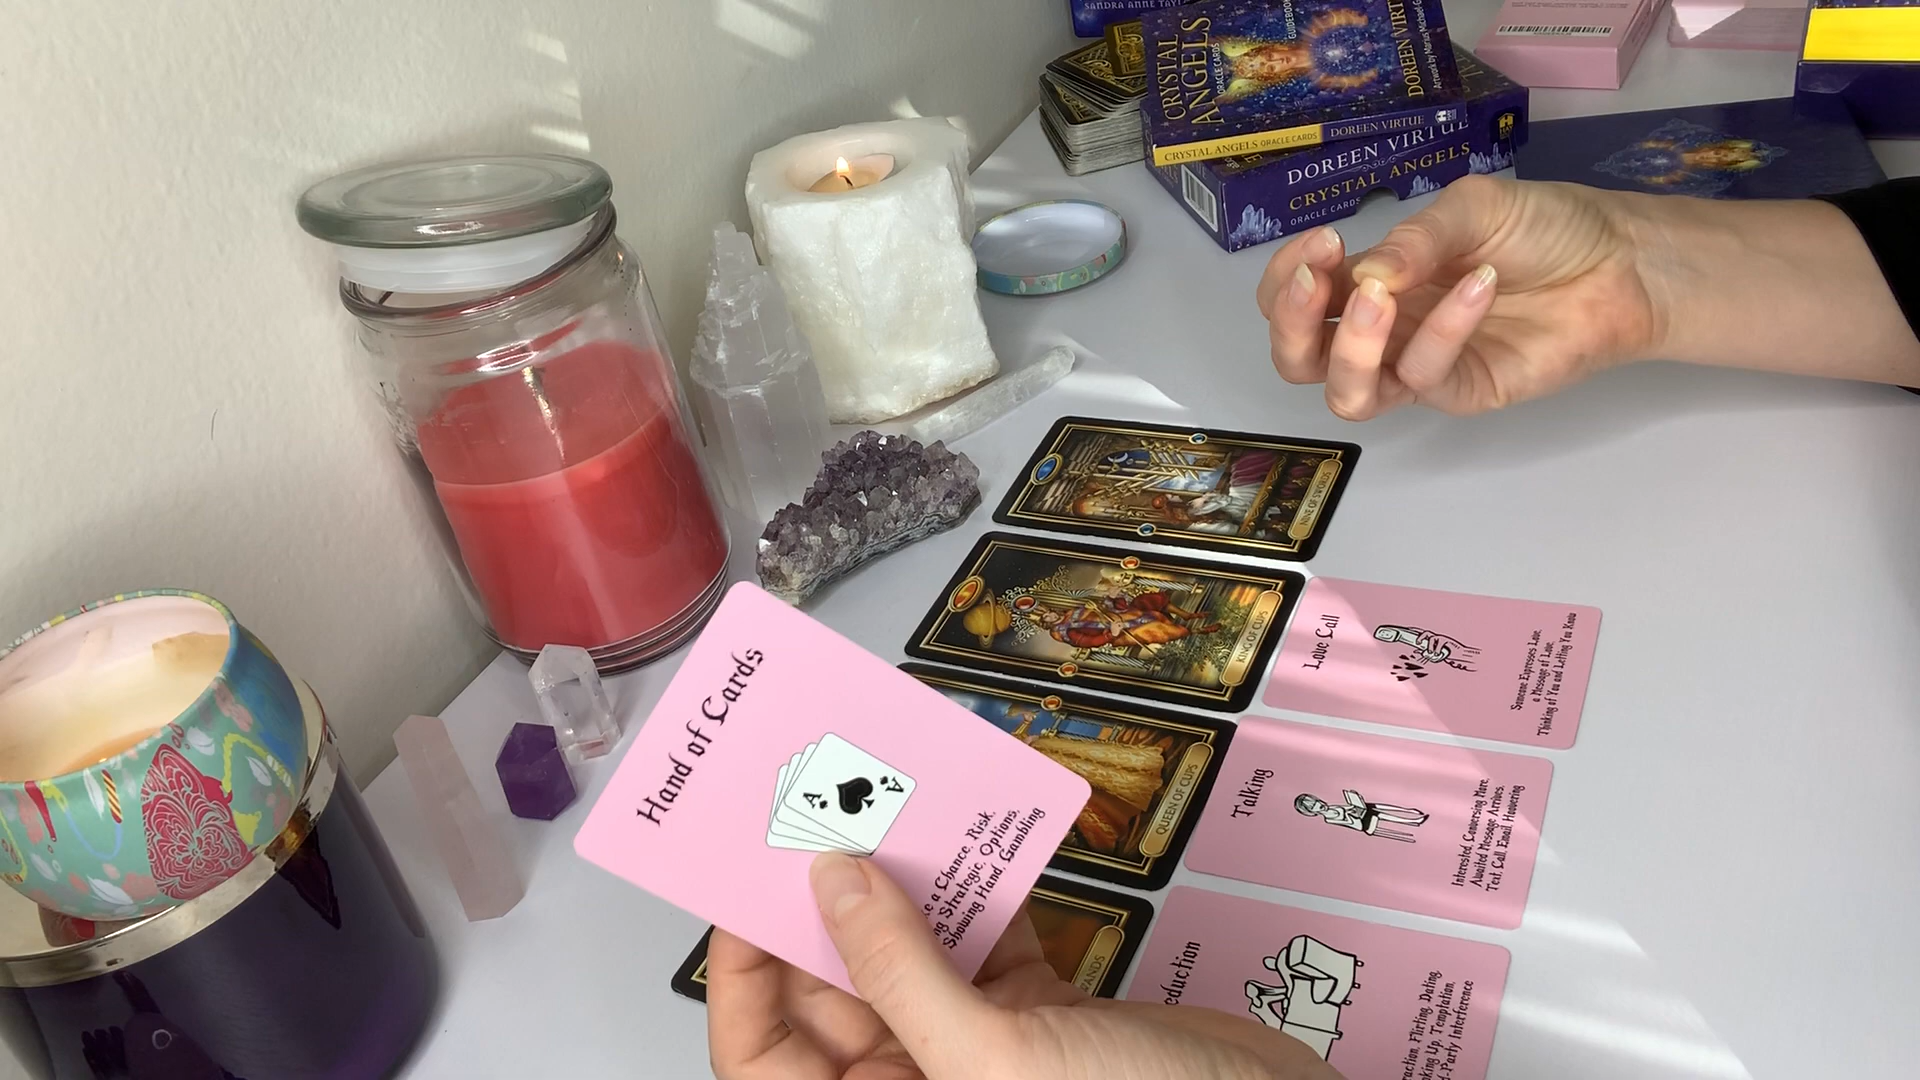 SANDRA ANNE
CRYSTAL
ANGELS
ORACLE CARDS
GUIDEBOOK
DOREEN VIRTUE
CRYSTAL ANGELS ORACLE CARDS
DOREEN VIRTUE
DOREEN VIRTUE
CRYSTAL ANGELS
ORACLE CARDS
HAY
NINE OF SWORDS
KING OF CUPS
QUEEN OF CUPS
Love Call
Someone Expresses Love,
a Message of Love,
Thinking of You and Letting You Know
Talking
Interested, Conversing More,
Awaited Message Arrives,
Text, Call, Email, Hovering
Hand of Cards
A
A
a Chance, Risk,
Strategic, Options,
Showing Hand, Gambling
Flirting, Dating,
Up, Temptation,
Party Interference